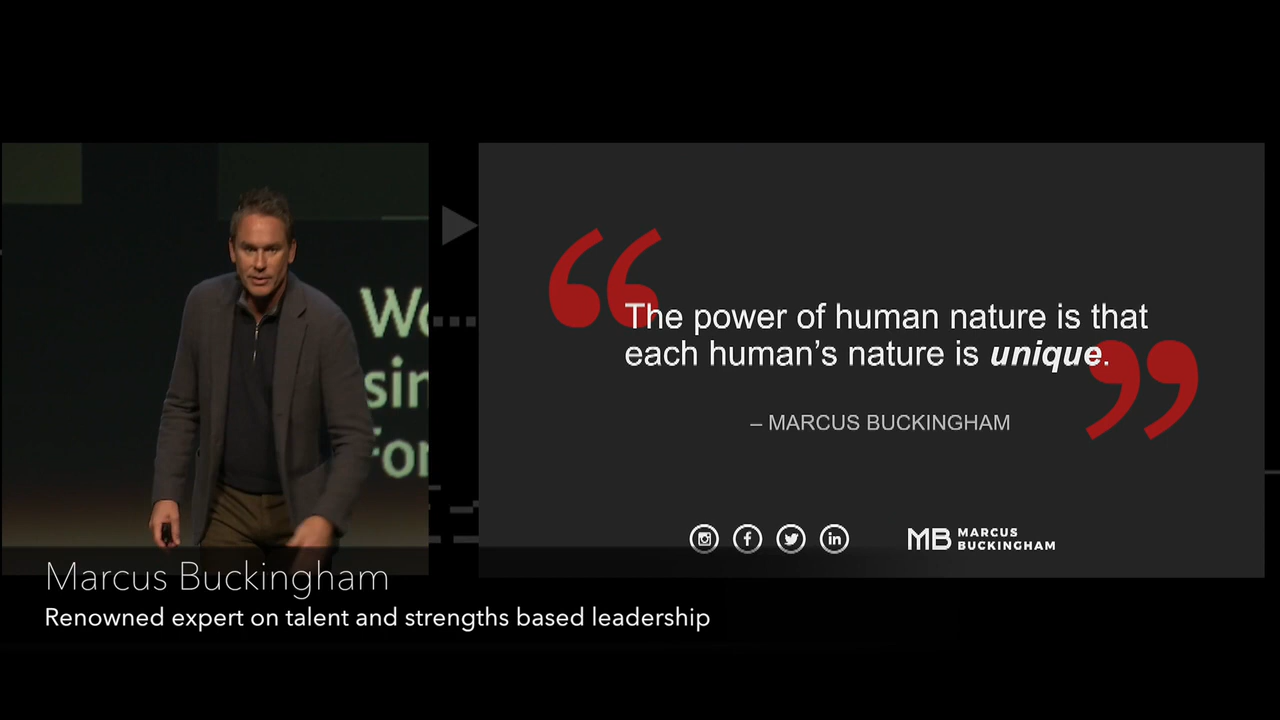 The power of human nature is that
each human’s nature is unique.
– MARCUS BUCKINGHAM
MB MARCUS
BUCKINGHAM
Marcus Buckingham
Renowned expert on talent and strengths based leadership